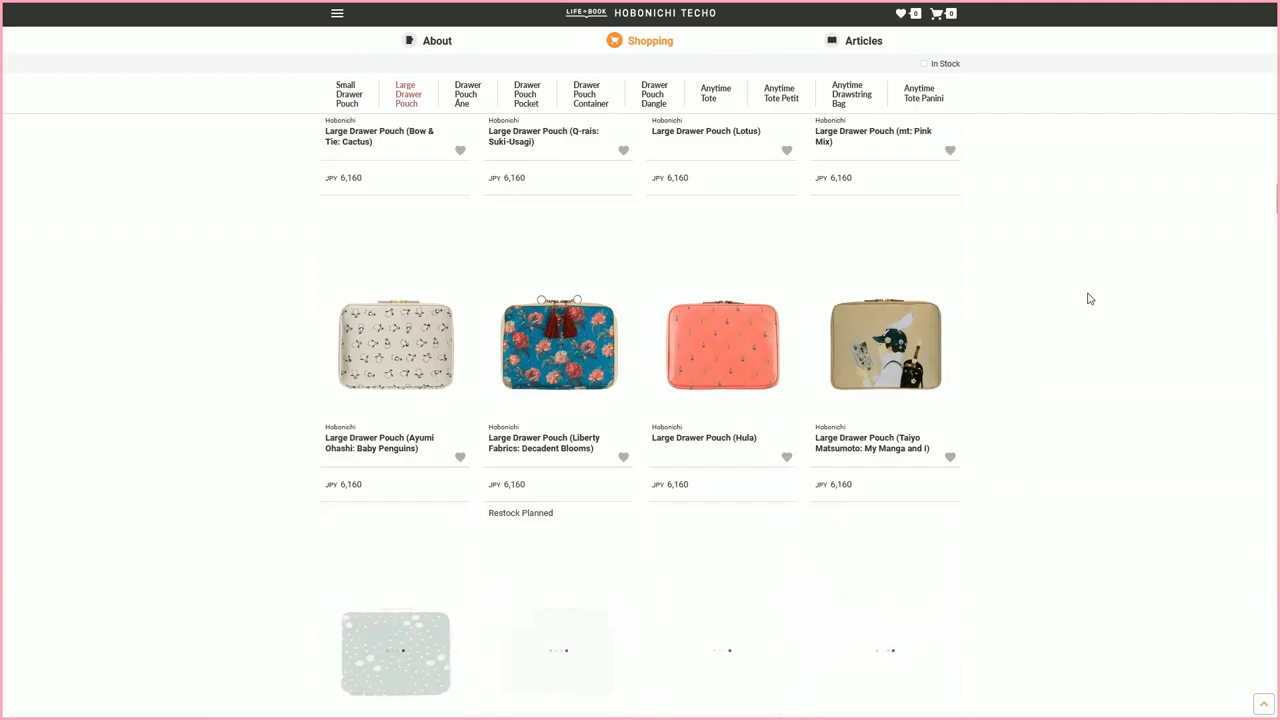 LIFE BOOK HOBONICHI TECHO 0 0
About Shopping Articles
In Stock
Small
Drawer
Pouch
Large
Drawer
Pouch
Drawer
Pouch
Áne
Drawer
Pouch
Pocket
Drawer
Pouch
Container
Drawer
Pouch
Dangle
Anytime
Tote
Anytime
Tote Petit
Anytime
Drawstring
Bag
Anytime
Tote Panini
Hobonichi
Large Drawer Pouch (Bow &
Tie: Cactus)
JPY 6,160
Hobonichi
Large Drawer Pouch (Q-rais:
Suki-Usagi)
JPY 6,160
Hobonichi
Large Drawer Pouch (Lotus)
JPY 6,160
Hobonichi
Large Drawer Pouch (mt: Pink
Mix)
JPY 6,160
Hobonichi
Large Drawer Pouch (Ayumi
Ohashi: Baby Penguins)
JPY 6,160
Hobonichi
Large Drawer Pouch (Liberty
Fabrics: Decadent Blooms)
JPY 6,160
Restock Planned
Hobonichi
Large Drawer Pouch (Hula)
JPY 6,160
Hobonichi
Large Drawer Pouch (Taiyo
Matsumoto: My Manga and I)
JPY 6,160